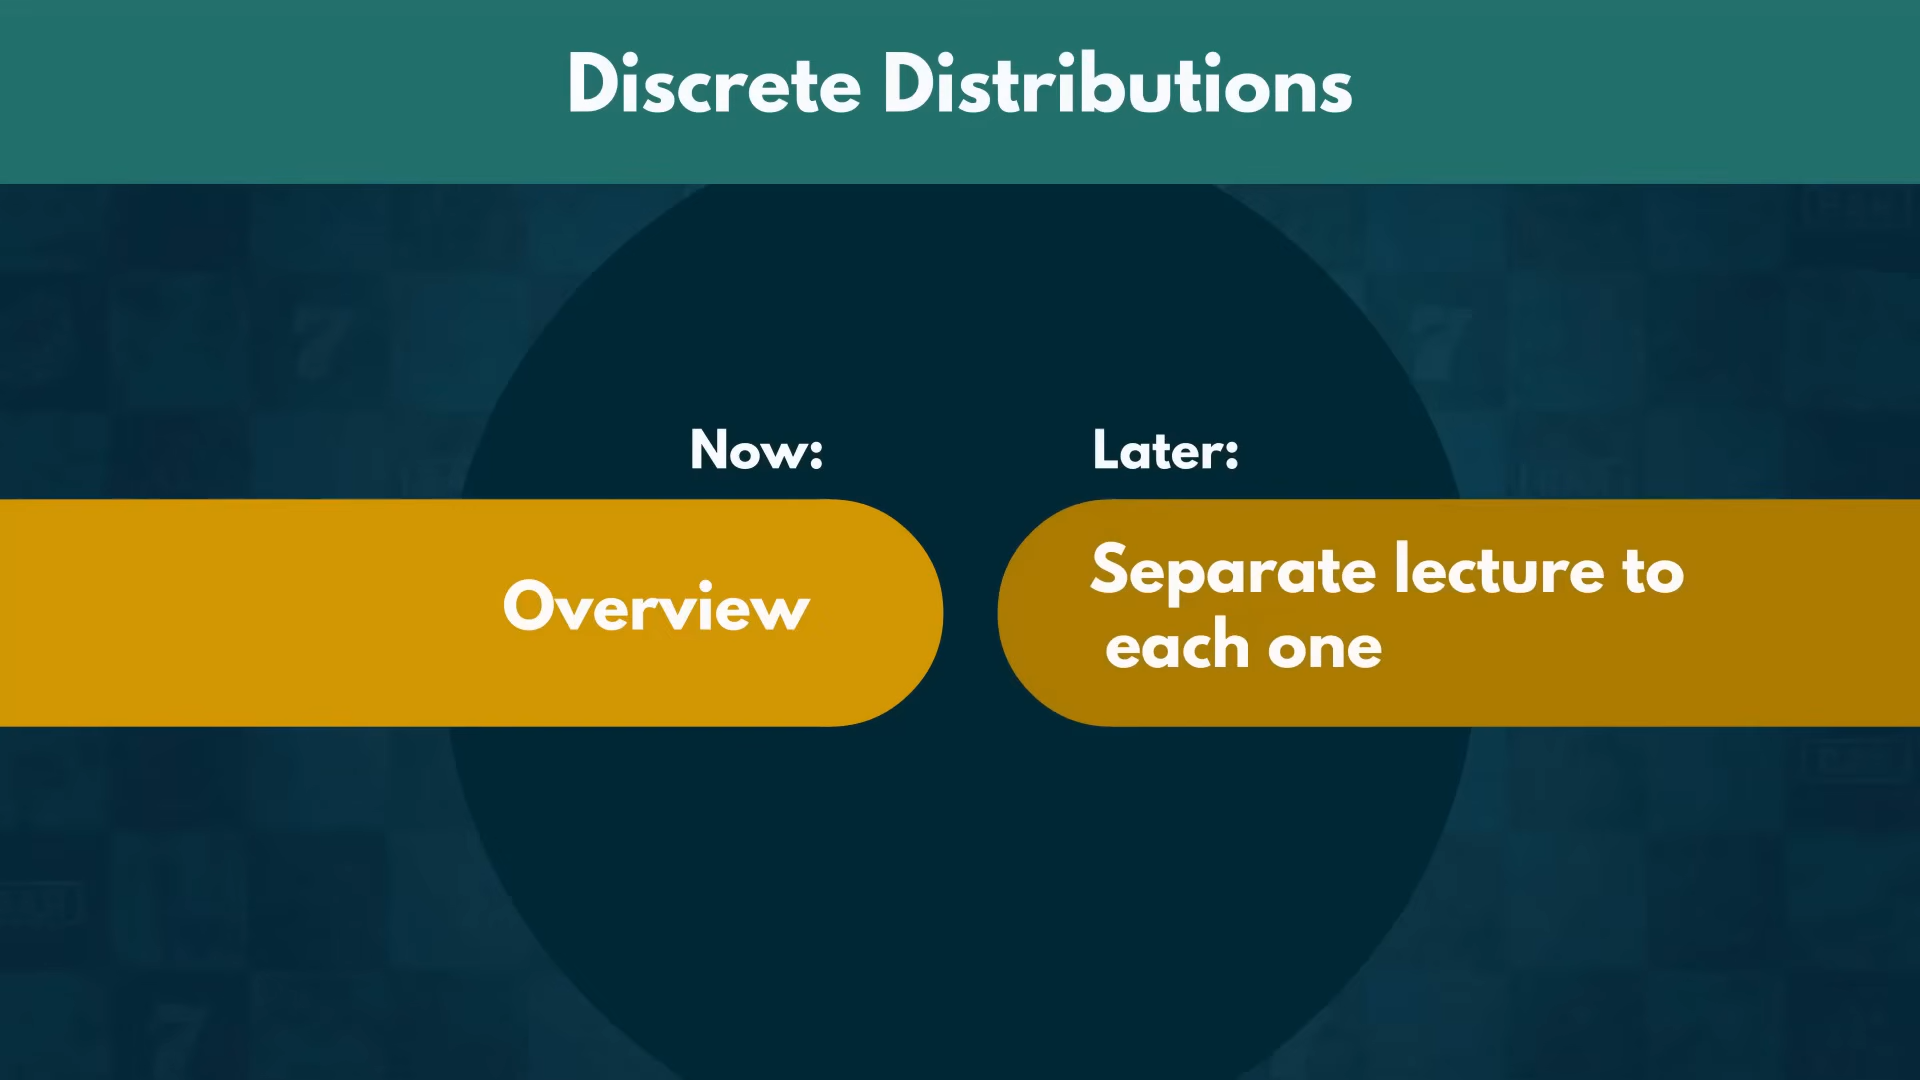 Discrete Distributions
Now:
Overview
Later:
Separate lecture to
each one